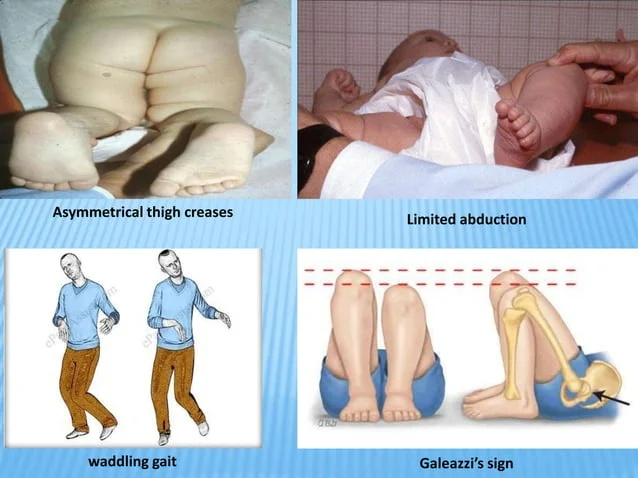 Asymmetrical thigh creases
Limited abduction
waddling gait
Galeazzi's sign